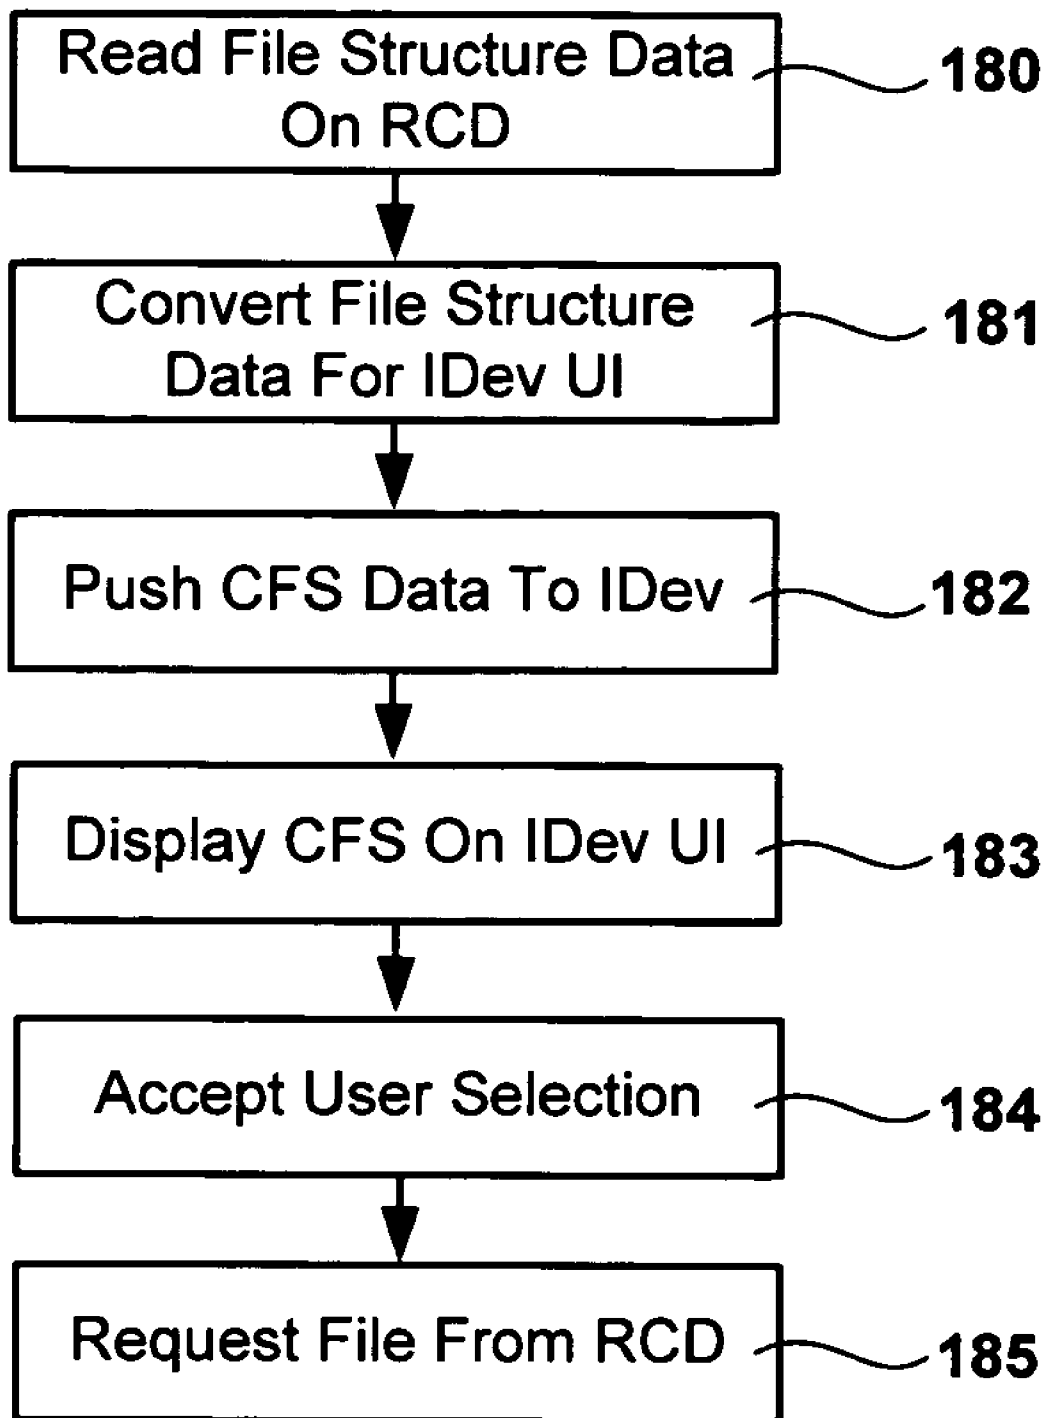 Read File Structure Data
On RCD
180
Convert File Structure
Data For IDev UI
181
Push CFS Data To IDev
182
Display CFS On IDev UI
183
Accept User Selection
184
Request File From RCD
185